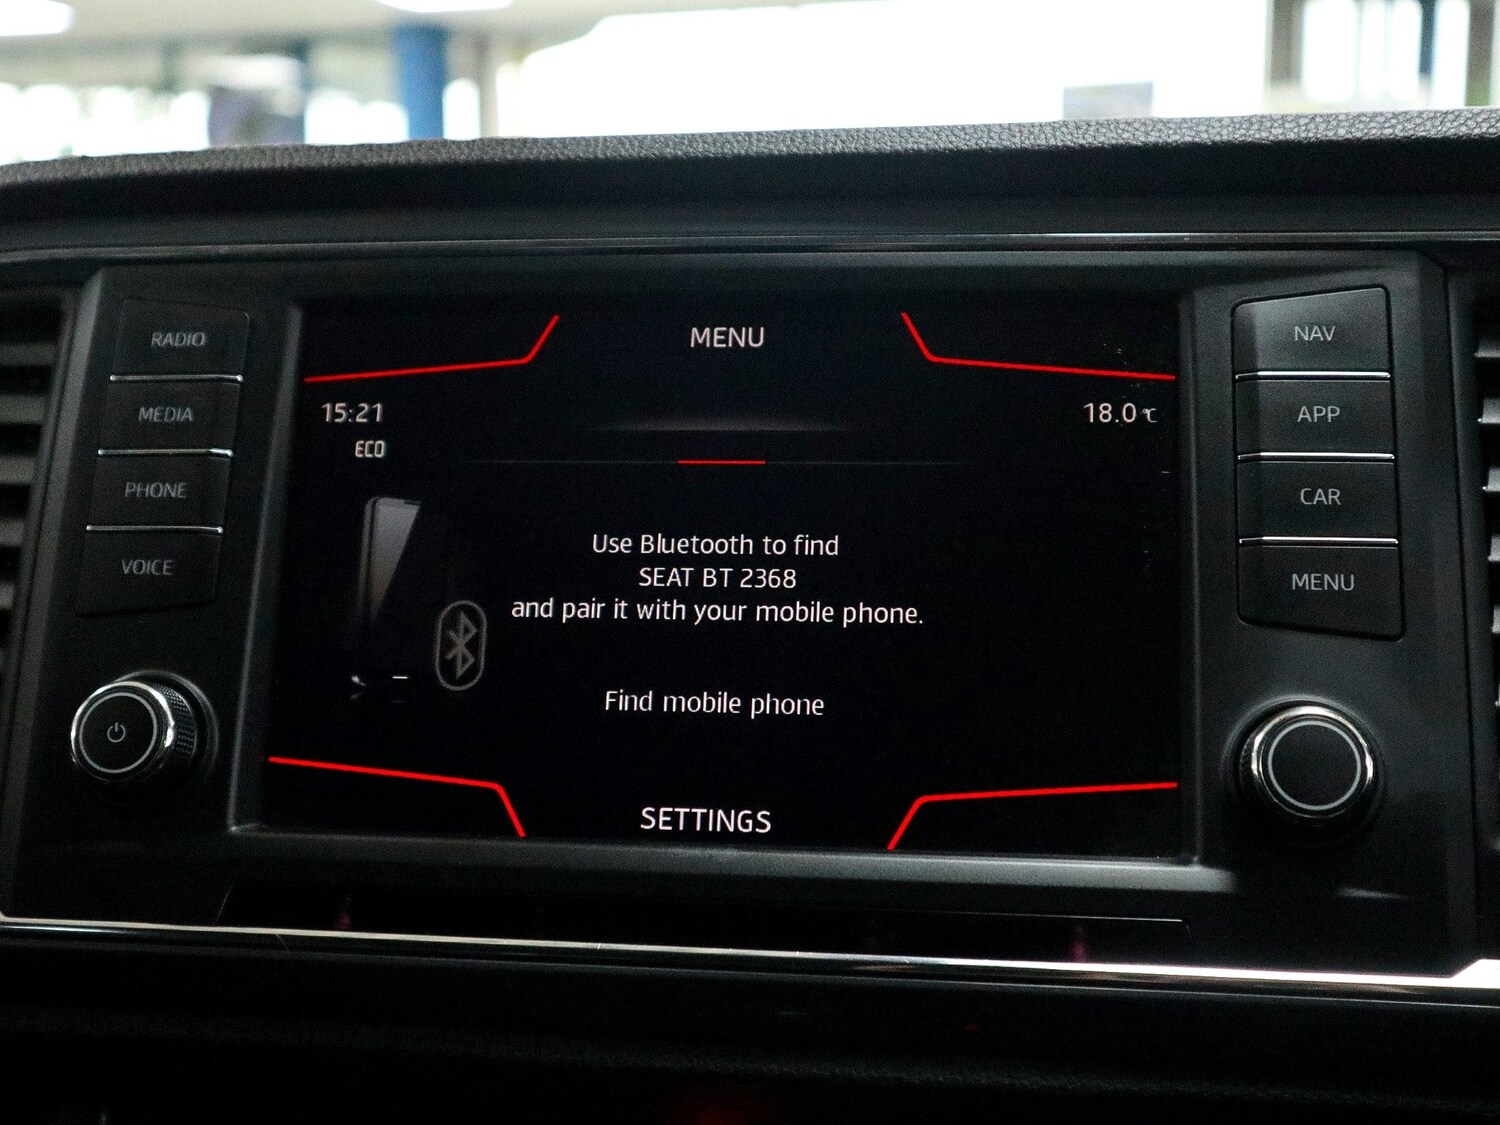 RADIO
MEDIA
PHONE
VOICE
MENU
15:21
18.0 °C
ECO
Use Bluetooth to find
SEAT BT 2368
and pair it with your mobile phone.
Find mobile phone
SETTINGS
NAV
APP
CAR
MENU